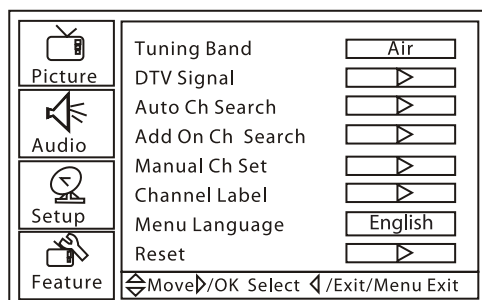 Picture
Audio
Setup
Feature
Tuning Band Air
DTV Signal
Auto Ch Search
Add On Ch Search
Manual Ch Set
Channel Label
Menu Language English
Reset
Move /OK Select /Exit/Menu Exit